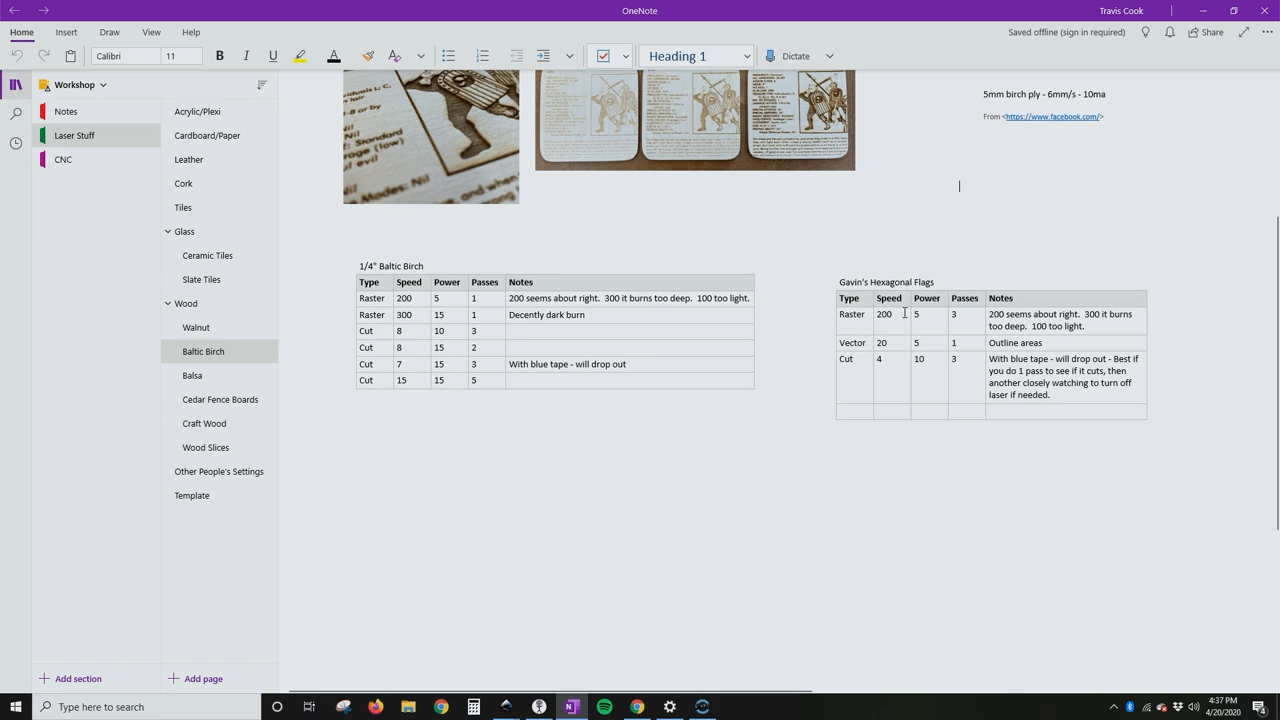 OneNote
Travis Cook
Home Insert Draw View Help
Saved offline (sign in required)
Share
Calibri 11 B I U A Heading 1 Dictate
Workshop
CNC
Acrylic/Plexi
Cardboard/Paper
Leather
Cork
Tiles
Glass
Ceramic Tiles
Slate Tiles
Wood
Walnut
Baltic Birch
Balsa
Cedar Fence Boards
Craft Wood
Wood Slices
Other People's Settings
Template
Add section
Add page
5mm birch ply - 6mm/s - 10ma
From <https://www.facebook.com/>
Modes: Nil
1/4" Baltic Birch
Type Speed Power Passes Notes
Raster 200 5 1 200 seems about right. 300 it burns too deep. 100 too light.
Raster 300 15 1 Decently dark burn
Cut 8 10 3
Cut 8 15 2
Cut 7 15 3 With blue tape - will drop out
Cut 15 15 5
Gavin's Hexagonal Flags
Type Speed Power Passes Notes
Raster 200 5 3 200 seems about right. 300 it burns
too deep. 100 too light.
Vector 20 5 1 Outline areas
Cut 4 10 3 With blue tape - will drop out - Best if
you do 1 pass to see if it cuts, then
another closely watching to turn off
laser if needed.
Type here to search
4:37 PM
4/20/2020